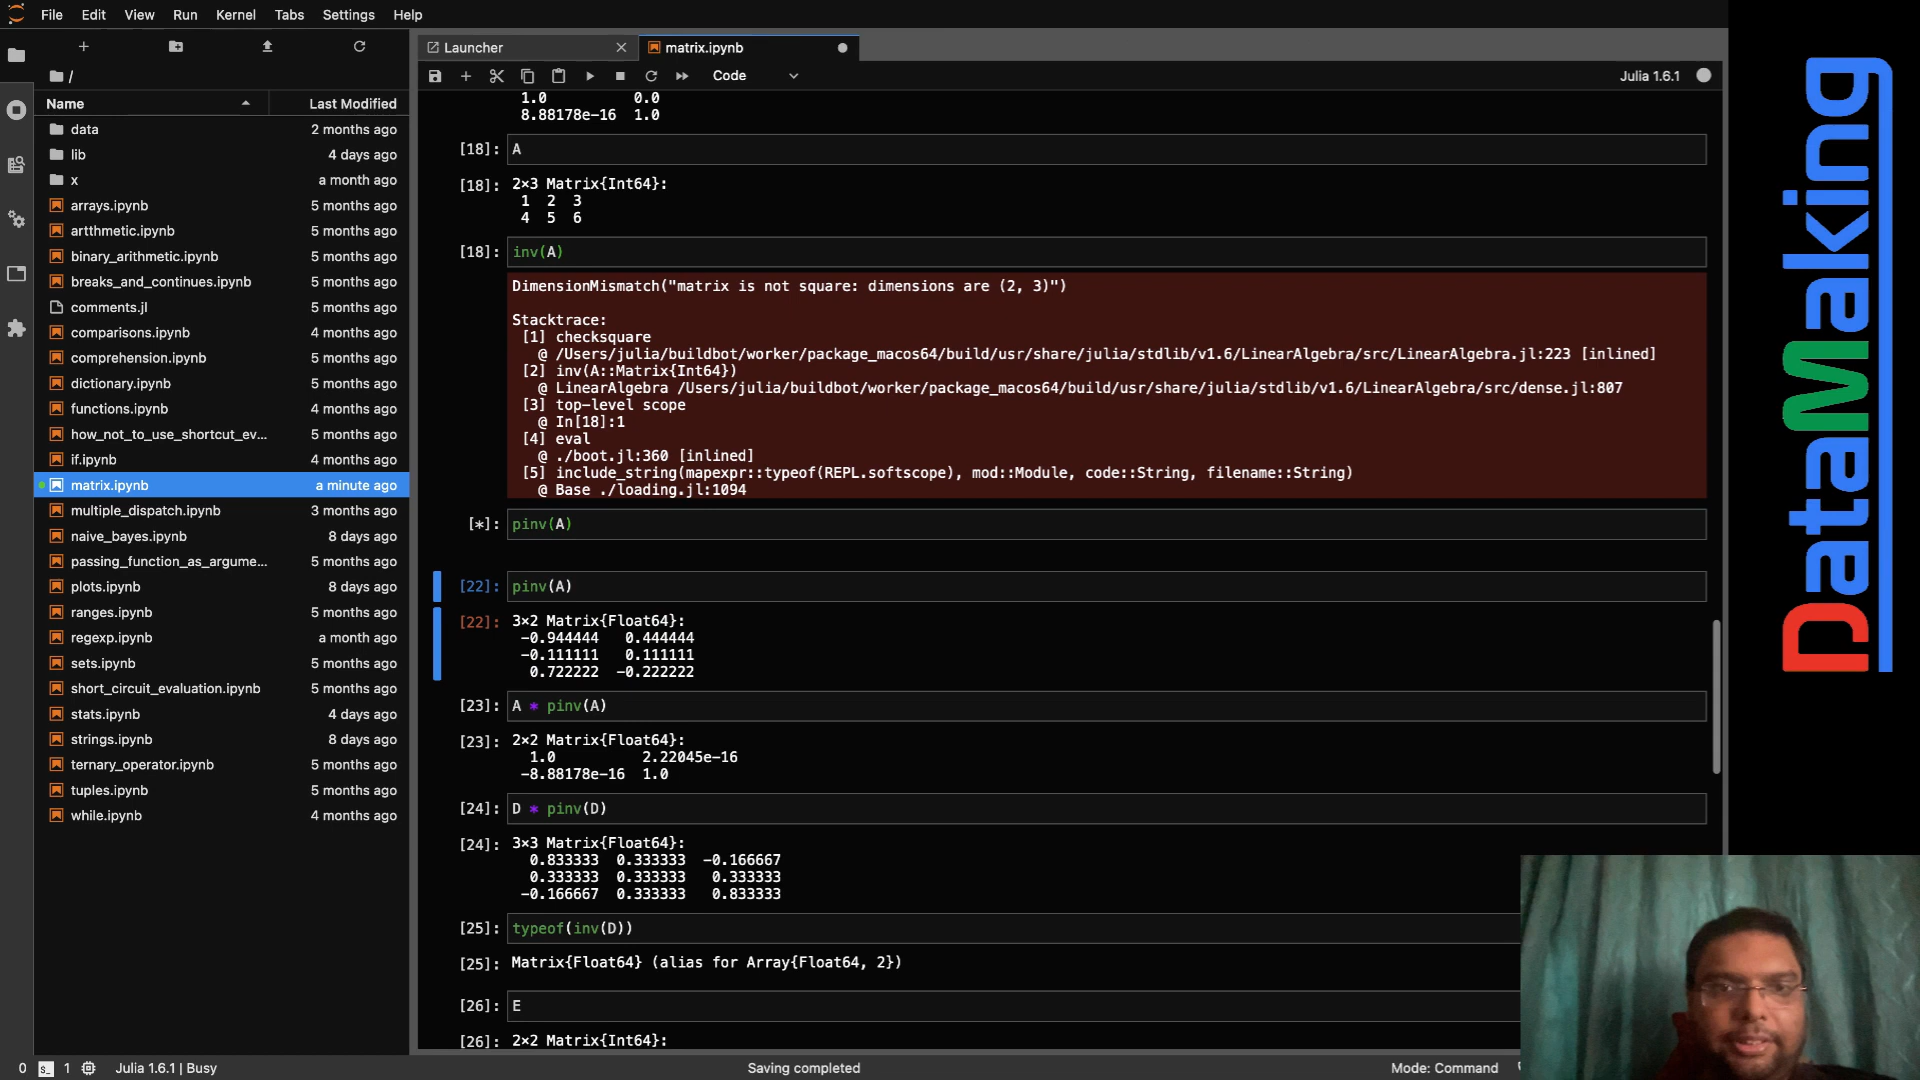 File Edit View Run Kernel Tabs Settings Help
Launcher
matrix.ipynb
Code
Julia 1.6.1
/
Name Last Modified
data 2 months ago
lib 4 days ago
x a month ago
arrays.ipynb 5 months ago
artthmetic.ipynb 5 months ago
binary_arithmetic.ipynb 5 months ago
breaks_and_continues.ipynb 5 months ago
comments.jl 5 months ago
comparisons.ipynb 4 months ago
comprehension.ipynb 5 months ago
dictionary.ipynb 5 months ago
functions.ipynb 4 months ago
how_not_to_use_shortcut_ev... 5 months ago
if.ipynb 4 months ago
matrix.ipynb a minute ago
multiple_dispatch.ipynb 3 months ago
naive_bayes.ipynb 8 days ago
passing_function_as_argume... 5 months ago
plots.ipynb 8 days ago
ranges.ipynb 5 months ago
regexp.ipynb a month ago
sets.ipynb 5 months ago
short_circuit_evaluation.ipynb 5 months ago
stats.ipynb 4 days ago
strings.ipynb 8 days ago
ternary_operator.ipynb 5 months ago
tuples.ipynb 5 months ago
while.ipynb 4 months ago
1.0 0.0
8.88178e-16 1.0
[18]: A
[18]: 2×3 Matrix{Int64}:
1 2 3
4 5 6
[18]: inv(A)
DimensionMismatch("matrix is not square: dimensions are (2, 3)")
Stacktrace:
[1] checksquare
@ /Users/julia/buildbot/worker/package_macos64/build/usr/share/julia/stdlib/v1.6/LinearAlgebra/src/LinearAlgebra.jl:223 [inlined]
[2] inv(A::Matrix{Int64})
@ LinearAlgebra /Users/julia/buildbot/worker/package_macos64/build/usr/share/julia/stdlib/v1.6/LinearAlgebra/src/dense.jl:807
[3] top-level scope
@ In[18]:1
[4] eval
@ ./boot.jl:360 [inlined]
[5] include_string(mapexpr::typeof(REPL.softscope), mod::Module, code::String, filename::String)
@ Base ./loading.jl:1094
[*]: pinv(A)
[22]: pinv(A)
[22]: 3×2 Matrix{Float64}:
-0.944444 0.444444
-0.111111 0.111111
0.722222 -0.222222
[23]: A * pinv(A)
[23]: 2×2 Matrix{Float64}:
1.0 2.22045e-16
-8.88178e-16 1.0
[24]: D * pinv(D)
[24]: 3×3 Matrix{Float64}:
0.833333 0.333333 -0.166667
0.333333 0.333333 0.333333
-0.166667 0.333333 0.833333
[25]: typeof(inv(D))
[25]: Matrix{Float64} (alias for Array{Float64, 2})
[26]: E
[26]: 2×2 Matrix{Int64}:
0 1 Julia 1.6.1 | Busy
Saving completed
Mode: Command
DataMaking